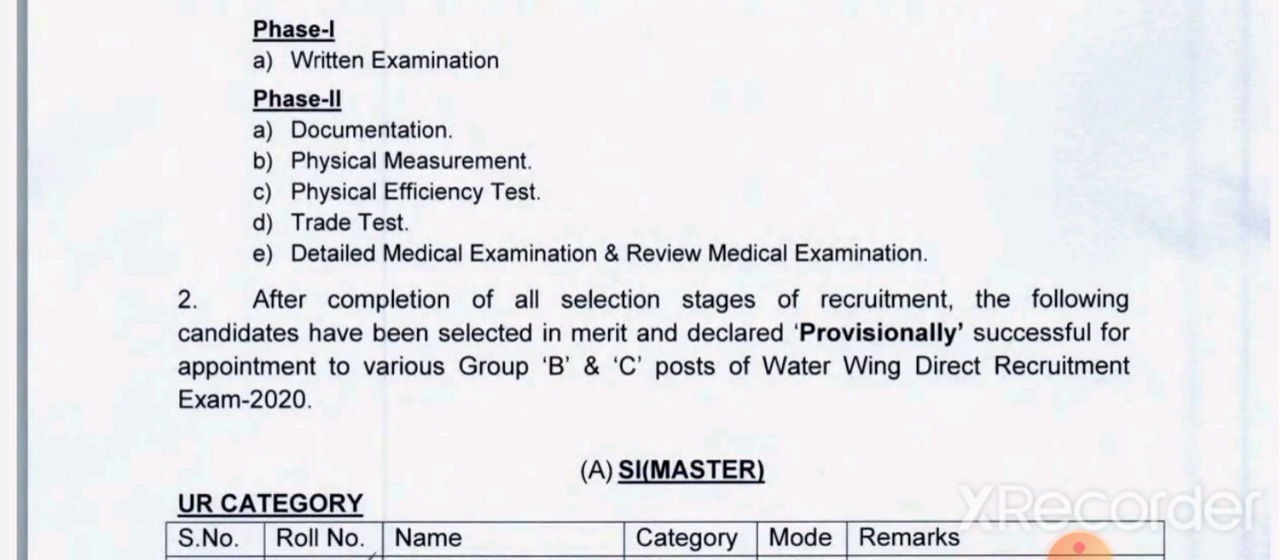 Phase-I
a) Written Examination
Phase-II
a) Documentation.
b) Physical Measurement.
c) Physical Efficiency Test.
d) Trade Test.
e) Detailed Medical Examination & Review Medical Examination.
2. After completion of all selection stages of recruitment, the following
candidates have been selected in merit and declared ‘Provisionally’ successful for
appointment to various Group ‘B’ & ‘C’ posts of Water Wing Direct Recruitment
Exam-2020.
(A) SI(MASTER)
UR CATEGORY
XRecorder
S.No. Roll No. Name Category Mode Remarks